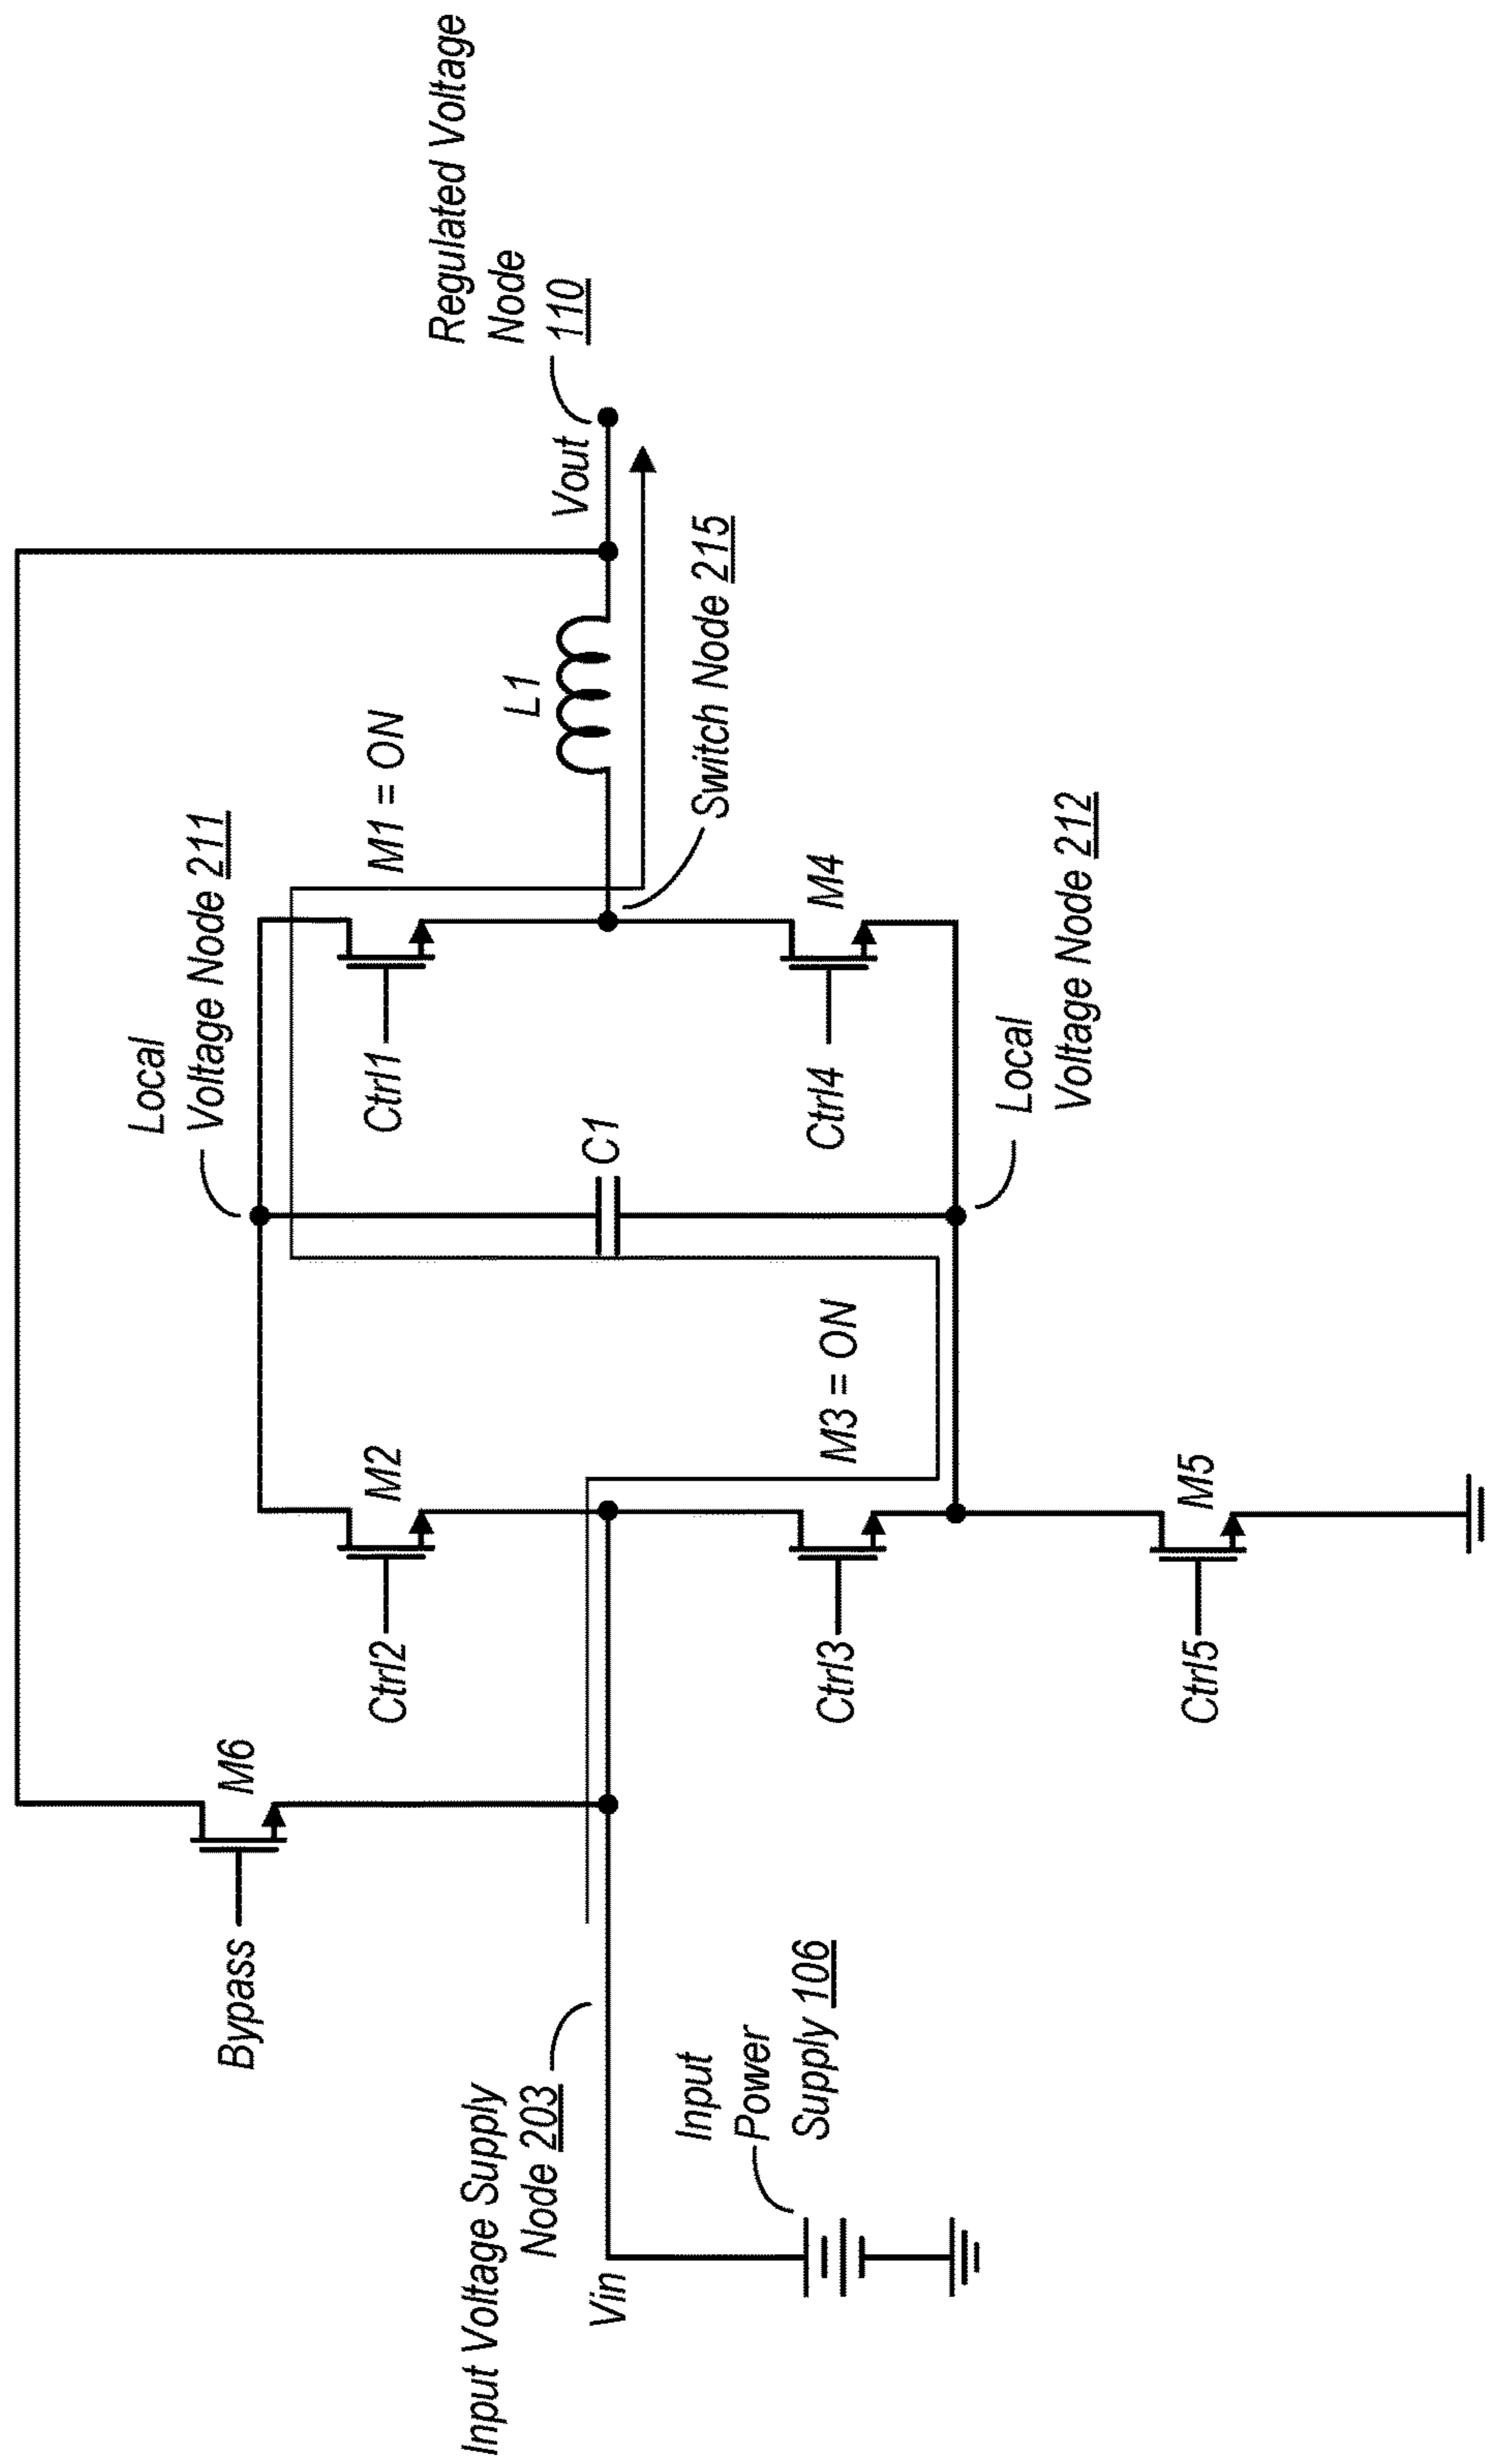 Bypass
M6
Local
Voltage Node 211
Ctrl2
M2
Ctrl1
M1 = ON
Regulated Voltage
Node
110
Input Voltage Supply
Node 203
Vin
C1
L1
Vout
Input
Power
Supply 106
Switch Node 215
Ctrl3
M3 = ON
Ctrl4
M4
Local
Voltage Node 212
Ctrl5
M5